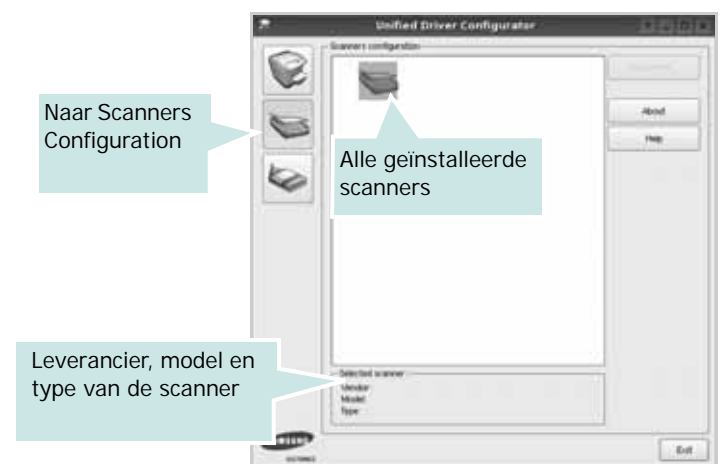 Unified Driver Configurator
Scanners configuration
Naar Scanners
Configuration
About
Help
Alle geïnstalleerde
scanners
Leverancier, model en
type van de scanner
Selected scanner
Vendor:
Model:
Type:
Exit